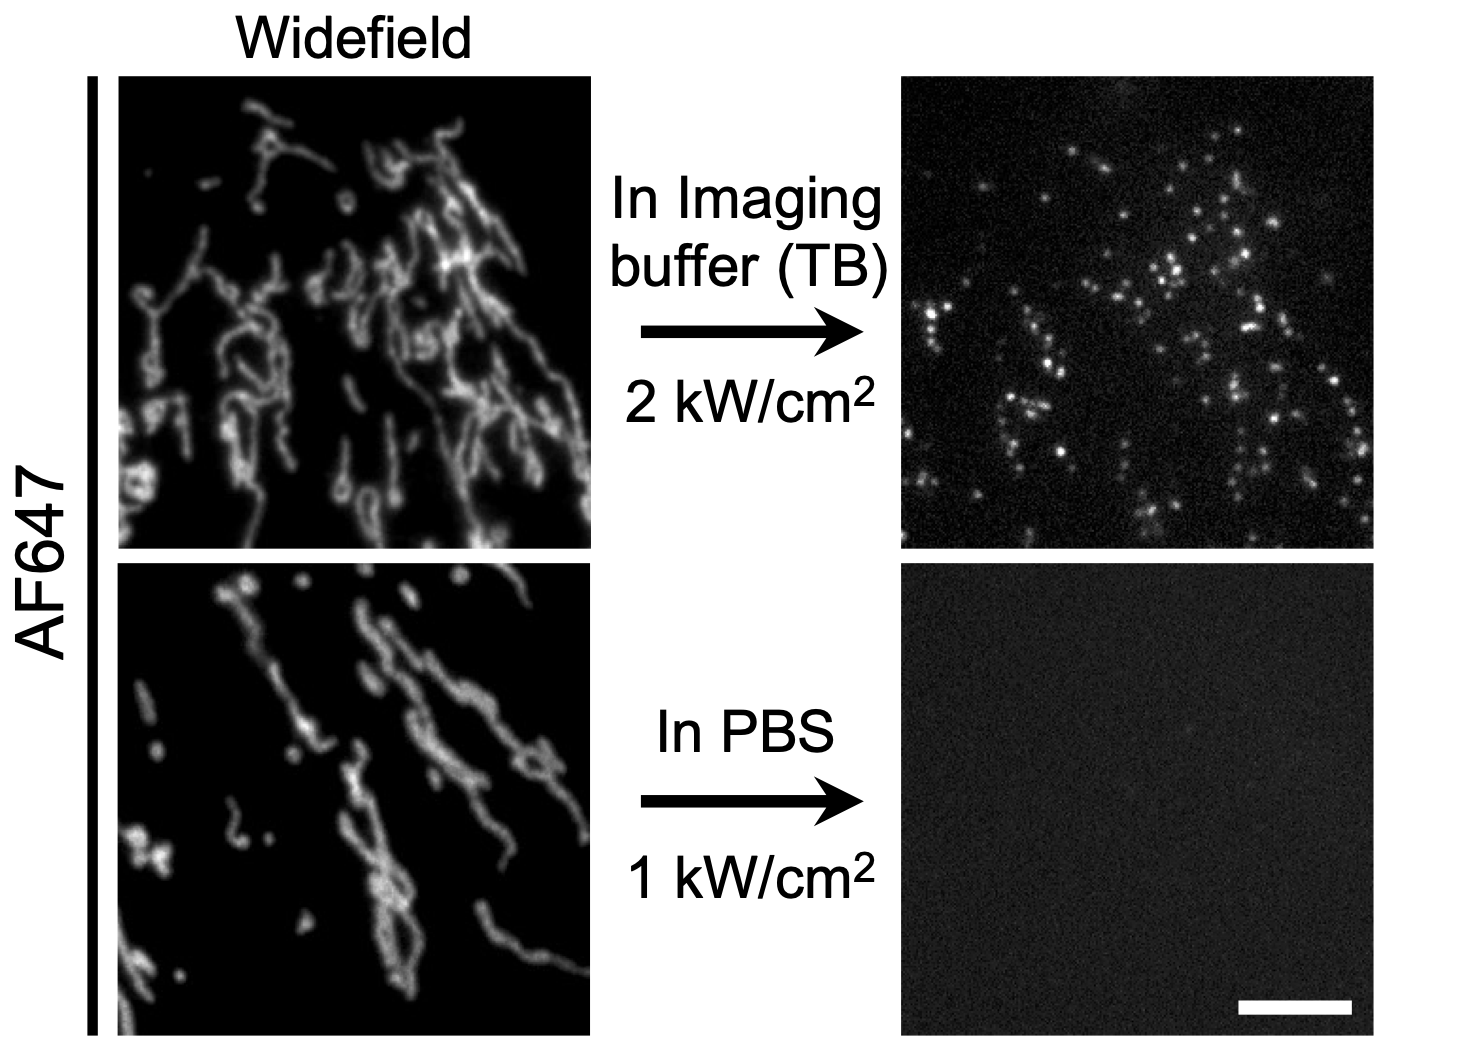 Widefield
AF647
In Imaging
buffer (TB)
2 kW/cm²
In PBS
1 kW/cm²